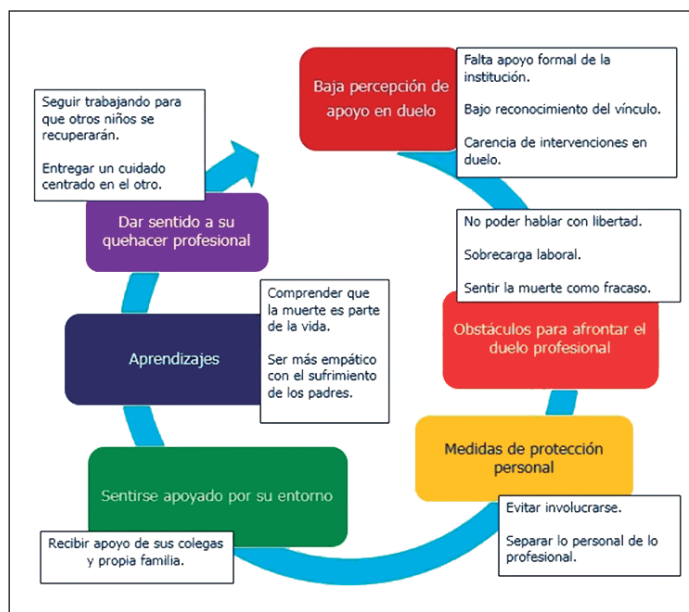 Baja percepción de
apoyo en duelo
Falta apoyo formal de la
institución.
Bajo reconocimiento del vínculo.
Carencia de intervenciones en
duelo.
No poder hablar con libertad.
Sobrecarga laboral.
Sentir la muerte como fracaso.
Obstáculos para afrontar el
duelo profesional
Medidas de protección
personal
Evitar involucrarse.
Separar lo personal de lo
profesional.
Sentirse apoyado por su entorno
Recibir apoyo de sus colegas
y propia familia.
Aprendizajes
Comprender que
la muerte es parte
de la vida.
Ser más empático
con el sufrimiento
de los padres.
Dar sentido a su
quehacer profesional
Seguir trabajando para
que otros niños se
recuperarán.
Entregar un cuidado
centrado en el otro.